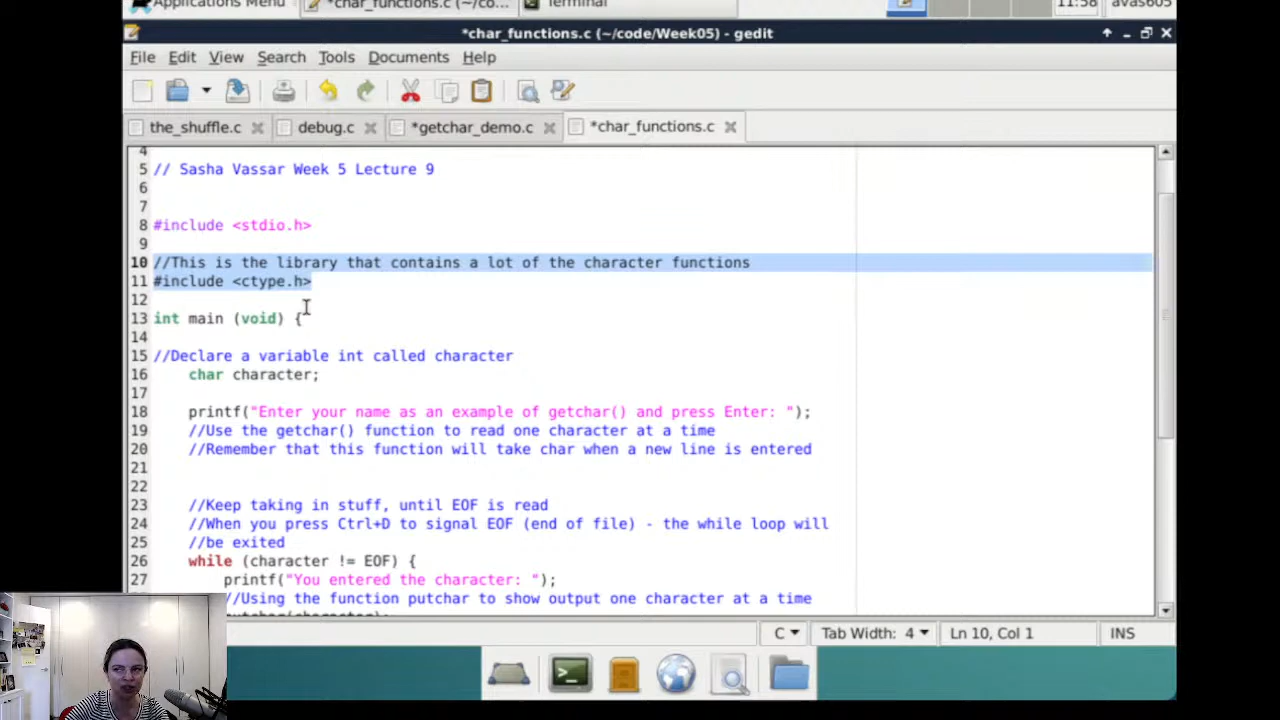 Applications Menu
*char_functions.c (~/co...
Terminal
11:58
avas605
*char_functions.c (~/code/Week05) - gedit
File Edit View Search Tools Documents Help
the_shuffle.c
debug.c
*getchar_demo.c
*char_functions.c
4
5 // Sasha Vassar Week 5 Lecture 9
6
7
8 #include <stdio.h>
9
10 //This is the library that contains a lot of the character functions
11 #include <ctype.h>
12
13 int main (void) {
14
15 //Declare a variable int called character
16 char character;
17
18 printf("Enter your name as an example of getchar() and press Enter: ");
19 //Use the getchar() function to read one character at a time
20 //Remember that this function will take char when a new line is entered
21
22
23 //Keep taking in stuff, until EOF is read
24 //When you press Ctrl+D to signal EOF (end of file) - the while loop will
25 //be exited
26 while (character != EOF) {
27 printf("You entered the character: ");
//Using the function putchar to show output one character at a time
putchar(character);
C Tab Width: 4 Ln 10, Col 1 INS